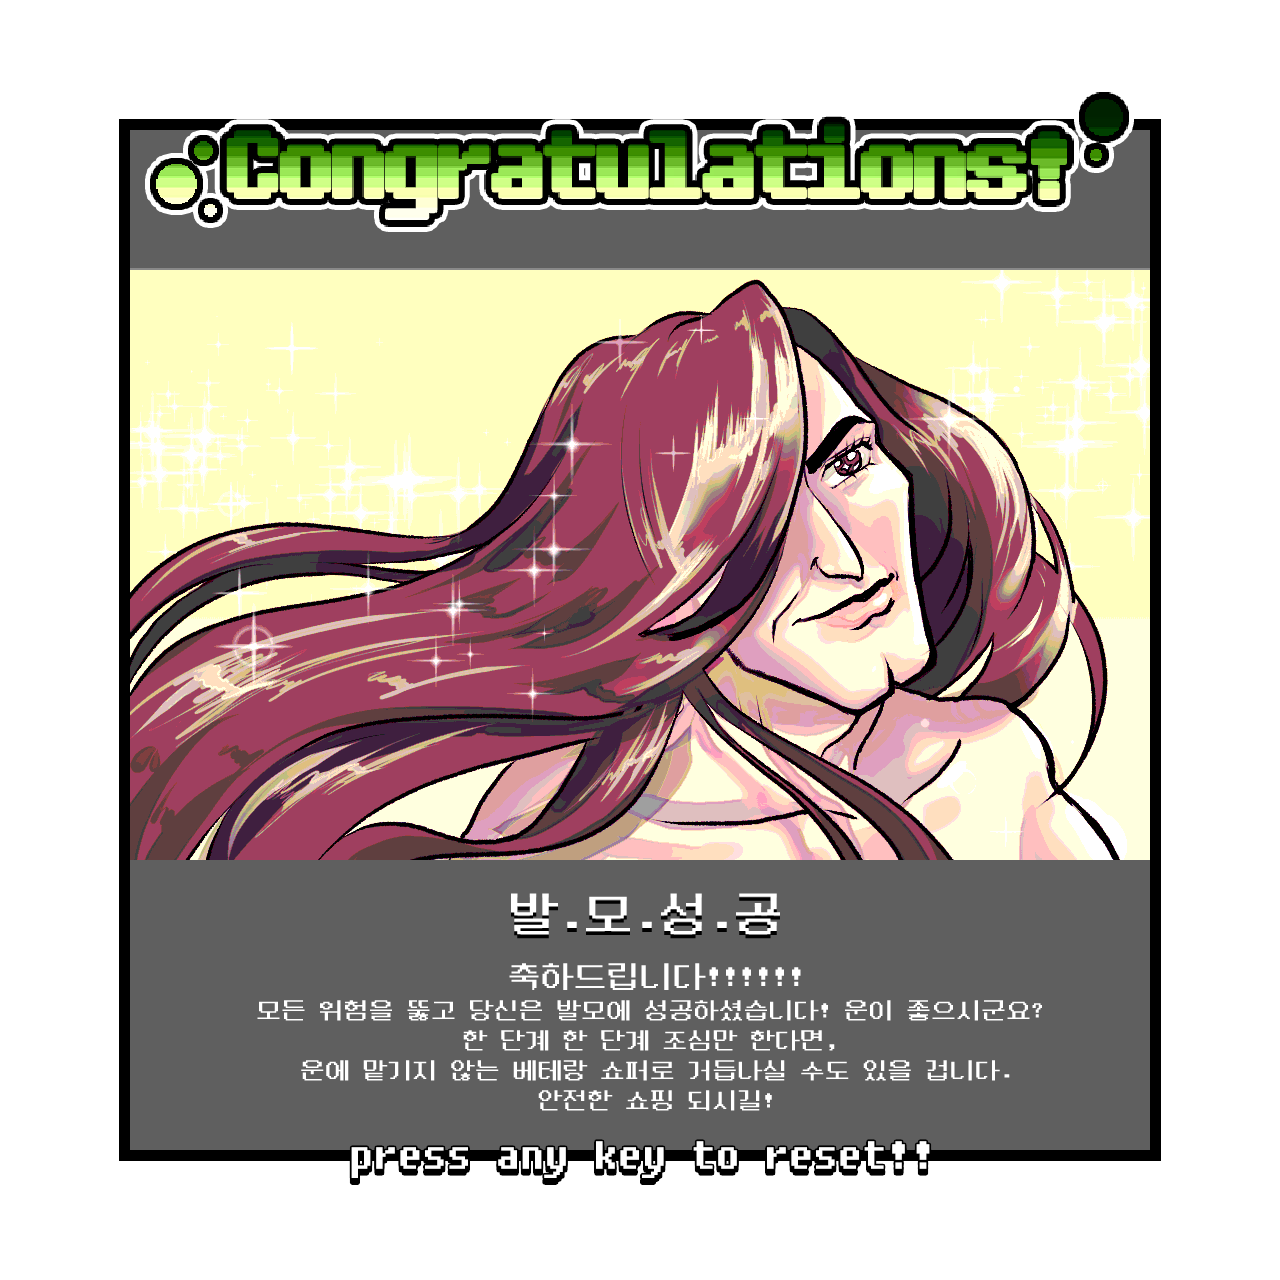 Congratulations!
발.모.성.공
축하드립니다!!!!!!
모든 위험을 뚫고 당신은 발모에 성공하셨습니다! 운이 좋으시군요?
한 단계 한 단계 조심만 한다면,
운에 맡기지 않는 베테랑 쇼퍼로 거듭나실 수도 있을 겁니다.
안전한 쇼핑 되시길!
press any key to reset!!